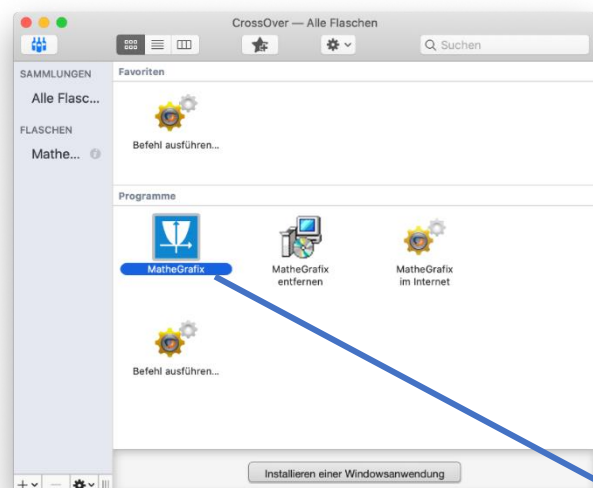 CrossOver — Alle Flaschen
Suchen
SAMMLUNGEN
Alle Flasc...
FLASCHEN
Mathe...
Favoriten
Befehl ausführen...
Programme
MatheGrafix
MatheGrafix
entfernen
MatheGrafix
im Internet
Befehl ausführen...
Installieren einer Windowsanwendung